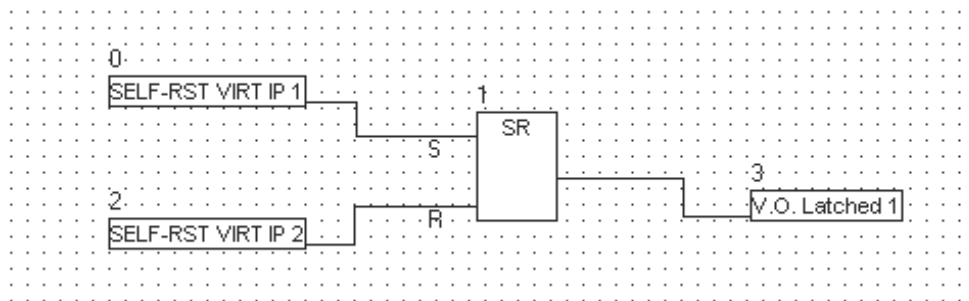 0
SELF-RST VIRT IP 1
1
SR
S
3
V.O. Latched 1
2
R
SELF-RST VIRT IP 2